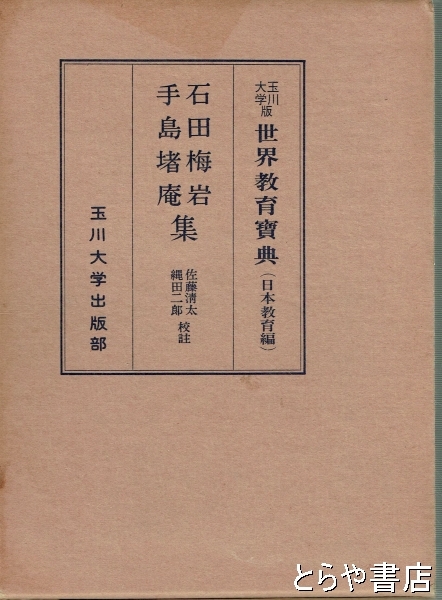 玉川大学版 世界教育寶典（日本教育編）
石田梅岩
手島堵庵 集
佐藤清太
縄田二郎 校註
玉川大学出版部
とらや書店